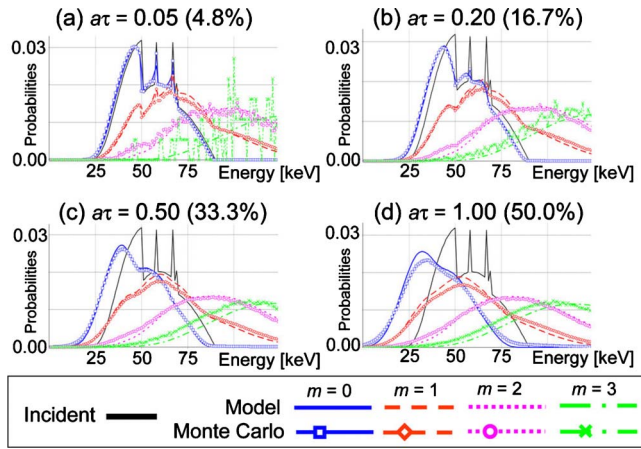 (a) aτ = 0.05 (4.8%)
(b) aτ = 0.20 (16.7%)
0.03
0.03
Probabilities
Probabilities
0.00
0.00
25 50 75 Energy [keV]
25 50 75 Energy [keV]
(c) aτ = 0.50 (33.3%)
(d) aτ = 1.00 (50.0%)
0.03
0.03
Probabilities
Probabilities
0.00
0.00
25 50 75 Energy [keV]
25 50 75 Energy [keV]
m = 0 m = 1 m = 2 m = 3
Incident
Model
Monte Carlo